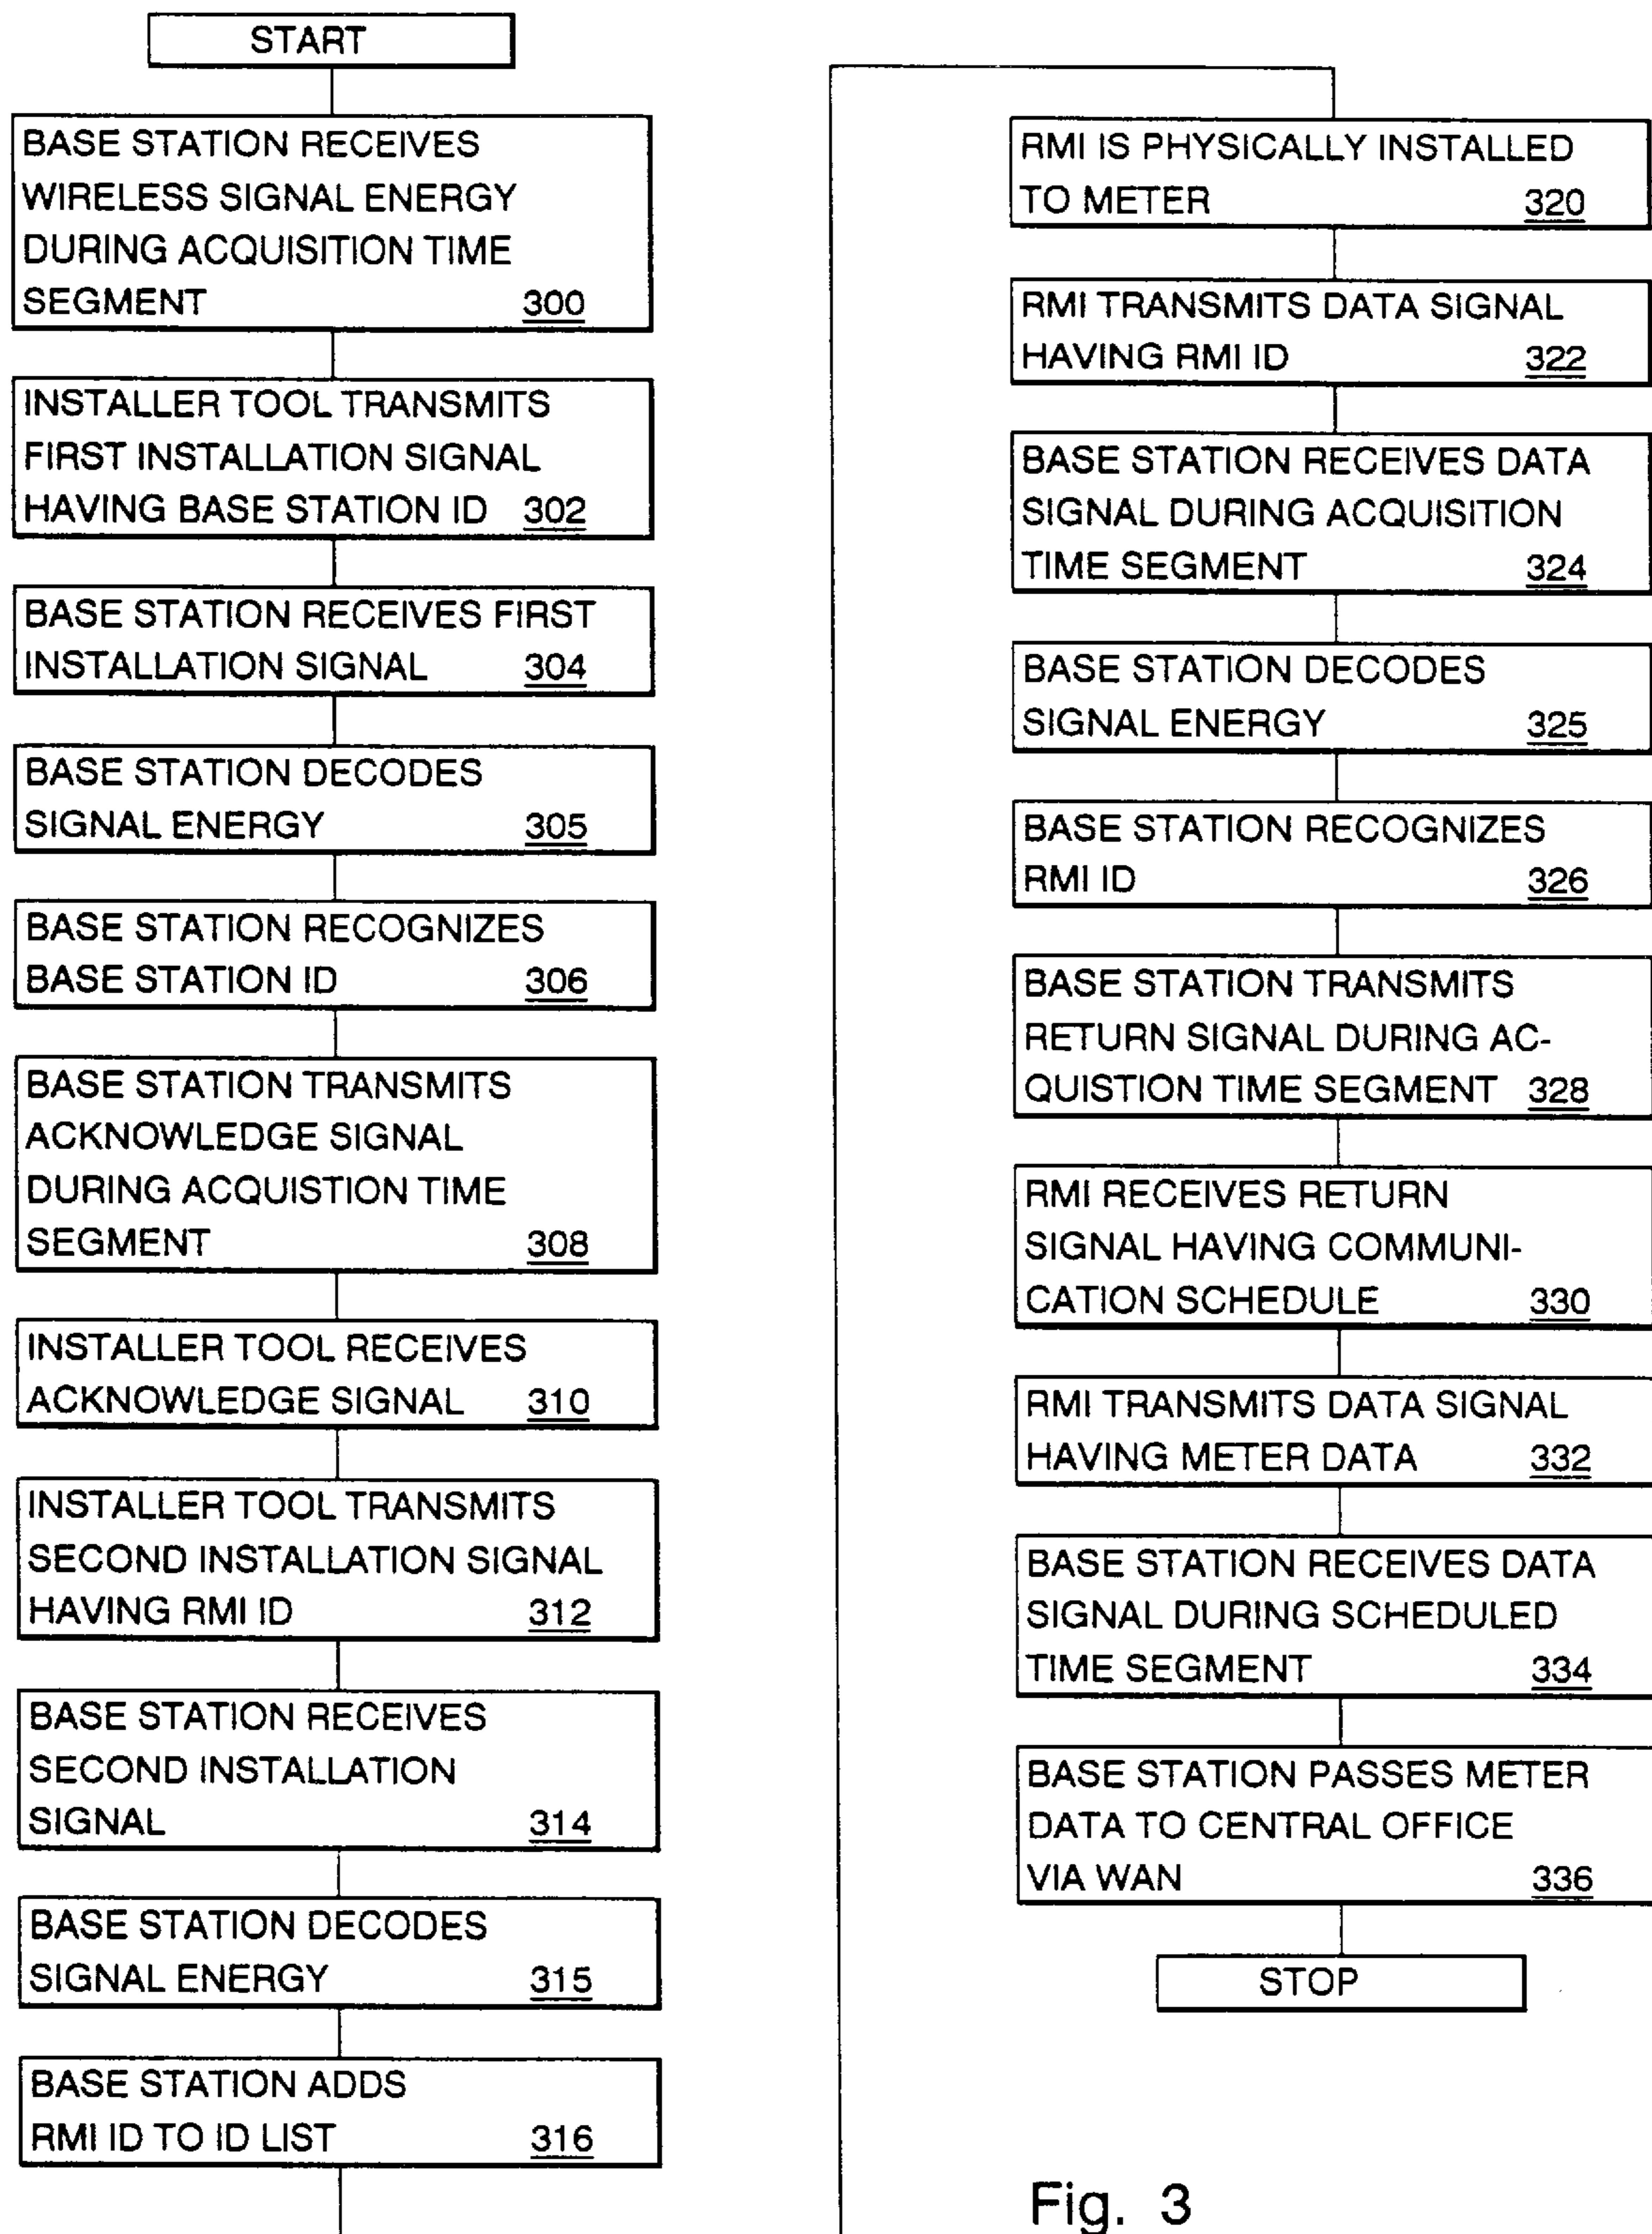 START
BASE STATION RECEIVES
WIRELESS SIGNAL ENERGY
DURING ACQUISITION TIME
SEGMENT 300
INSTALLER TOOL TRANSMITS
FIRST INSTALLATION SIGNAL
HAVING BASE STATION ID 302
BASE STATION RECEIVES FIRST
INSTALLATION SIGNAL 304
BASE STATION DECODES
SIGNAL ENERGY 305
BASE STATION RECOGNIZES
BASE STATION ID 306
BASE STATION TRANSMITS
ACKNOWLEDGE SIGNAL
DURING ACQUISTION TIME
SEGMENT 308
INSTALLER TOOL RECEIVES
ACKNOWLEDGE SIGNAL 310
INSTALLER TOOL TRANSMITS
SECOND INSTALLATION SIGNAL
HAVING RMI ID 312
BASE STATION RECEIVES
SECOND INSTALLATION
SIGNAL 314
BASE STATION DECODES
SIGNAL ENERGY 315
BASE STATION ADDS
RMI ID TO ID LIST 316
RMI IS PHYSICALLY INSTALLED
TO METER 320
RMI TRANSMITS DATA SIGNAL
HAVING RMI ID 322
BASE STATION RECEIVES DATA
SIGNAL DURING ACQUISITION
TIME SEGMENT 324
BASE STATION DECODES
SIGNAL ENERGY 325
BASE STATION RECOGNIZES
RMI ID 326
BASE STATION TRANSMITS
RETURN SIGNAL DURING AC-
QUISTION TIME SEGMENT 328
RMI RECEIVES RETURN
SIGNAL HAVING COMMUNI-
CATION SCHEDULE 330
RMI TRANSMITS DATA SIGNAL
HAVING METER DATA 332
BASE STATION RECEIVES DATA
SIGNAL DURING SCHEDULED
TIME SEGMENT 334
BASE STATION PASSES METER
DATA TO CENTRAL OFFICE
VIA WAN 336
STOP
Fig. 3